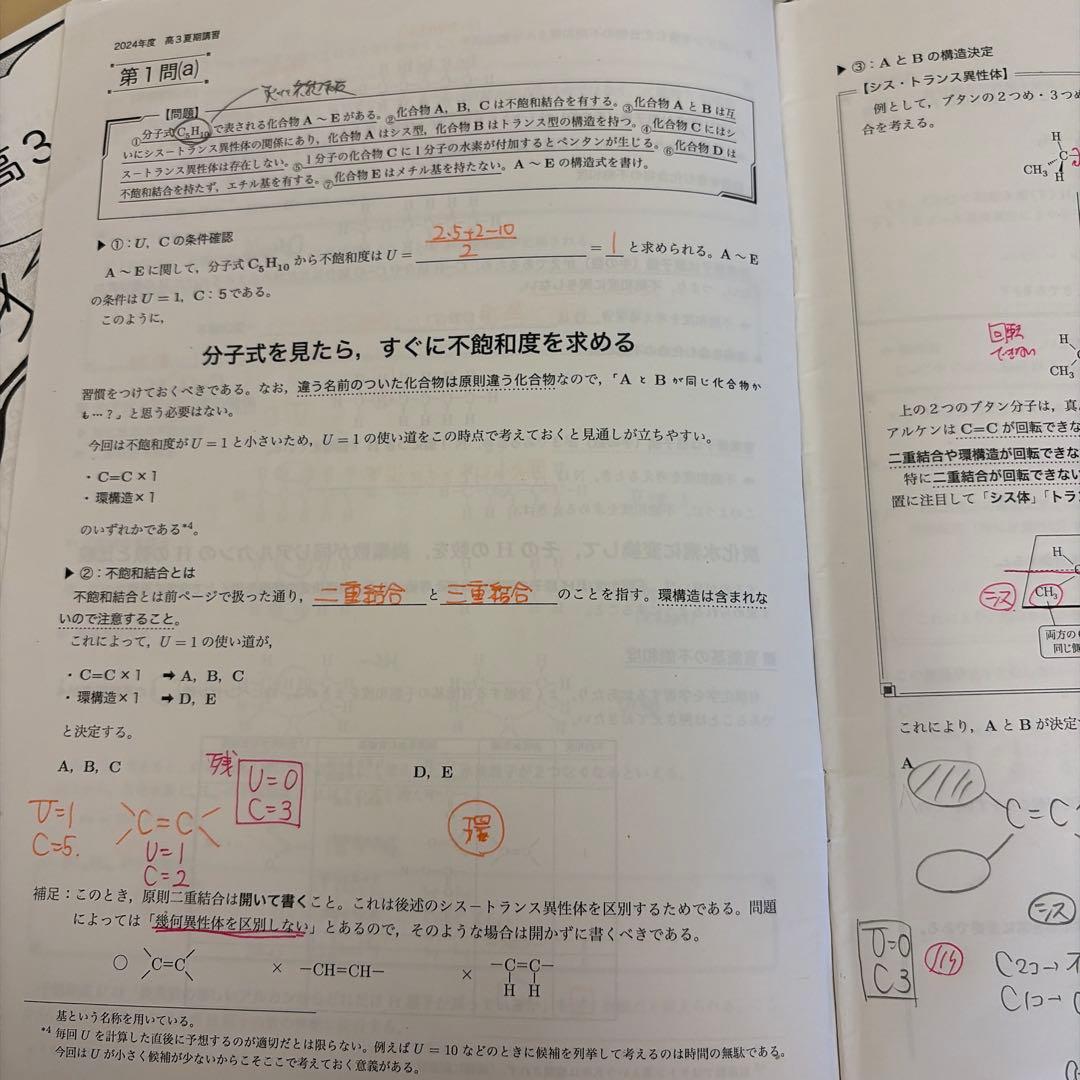 2024年度 高3夏期講習
第1問(a)
【問題】
①分子式C₅H₁₀で表される化合物A～Eがある。②化合物A，B，Cは不飽和結合を有する。③化合物AとBは互
いにシス－トランス異性体の関係にあり，化合物Aはシス型，化合物Bはトランス型の構造を持つ。④化合物Cにはシ
ス－トランス異性体は存在しない。⑤1分子の化合物Cに1分子の水素が付加するとペンタンが生じる。⑥化合物Dは
不飽和結合を持たず，エチル基を有する。⑦化合物Eはメチル基を持たない。A～Eの構造式を書け。
▶ ①：U，Cの条件確認
A～Eに関して，分子式C₅H₁₀から不飽和度はU＝ 2·5+2−10 / 2 ＝ 1 と求められる。A～E
の条件はU＝1，C：5である。
このように，
分子式を見たら，すぐに不飽和度を求める
習慣をつけておくべきである。なお，違う名前のついた化合物は原則違う化合物なので，「AとBが同じ化合物か
も…？」と思う必要はない。
今回は不飽和度がU＝1と小さいため，U＝1の使い道をこの時点で考えておくと見通しが立ちやすい。
・C=C×1
・環構造×1
のいずれかである*4。
▶ ②：不飽和結合とは
不飽和結合とは前ページで扱った通り，二重結合と三重結合のことを指す。環構造は含まれな
いので注意すること。
これによって，U＝1の使い道が，
・C=C×1 ➡ A，B，C
・環構造×1 ➡ D，E
と決定する。
A，B，C
残 U=0
C=3
D，E
U=1
C=5.
C=C
U=1
C=2
環
補足：このとき，原則二重結合は開いて書くこと。これは後述のシス－トランス異性体を区別するためである。問題
によっては「幾何異性体を区別しない」とあるので，そのような場合は開かずに書くべきである。
○ C=C × −CH=CH− × −C=C−
H H
基という名称を用いている。
*4 毎回Uを計算した直後に予想するのが適切だとは限らない。例えばU＝10などのときに候補を列挙して考えるのは時間の無駄である。
今回はUが小さく候補が少ないからこそここで考えておく意義がある。
高3
▶ ③：AとBの構造決定
【シス・トランス異性体】
例として，ブタンの2つめ・3つめ
合を考える。
H
C
CH₃ H
回転
できない
H
CH₃
上の2つのブタン分子は，真
アルケンはC=Cが回転できな
二重結合や環構造が回転できな
特に二重結合が回転できない
置に注目して「シス体」「トラ
H
シス CH₃
両方の
同じ側
これにより，AとBが決定
A
C=C
シス
U=0
C3
C2コ→
C1コ→